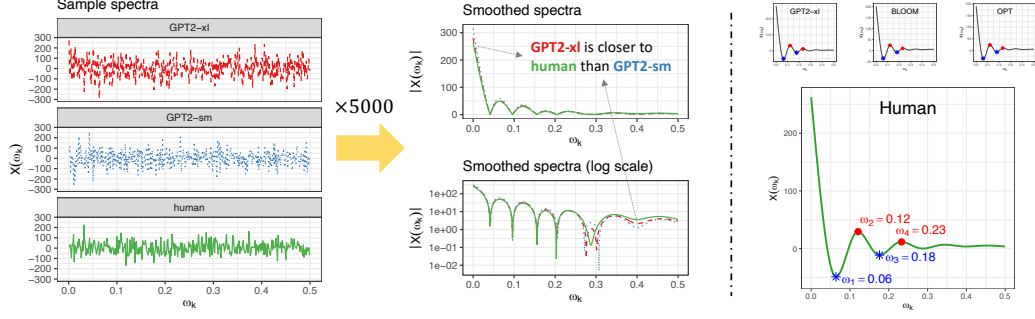 Sample spectra
GPT2-xl
300
200
100
0
-100
-200
-300
GPT2-sm
300
200
100
0
-100
-200
-300
human
300
200
100
0
-100
-200
-300
X(ωk)
0.0 0.1 0.2 0.3 0.4 0.5
ωk
×5000
Smoothed spectra
300
200
100
0
|X(ωk)|
GPT2-xl is closer to
human than GPT2-sm
0.0 0.1 0.2 0.3 0.4 0.5
ωk
Smoothed spectra (log scale)
1e+02
1e+01
1e+00
1e-01
1e-02
|X(ωk)|
0.0 0.1 0.2 0.3 0.4 0.5
ωk
GPT2-xl
BLOOM
OPT
Human
200
100
0
X(ωk)
ω2 = 0.12
ω4 = 0.23
ω3 = 0.18
ω1 = 0.06
0.0 0.1 0.2 0.3 0.4 0.5
ωk